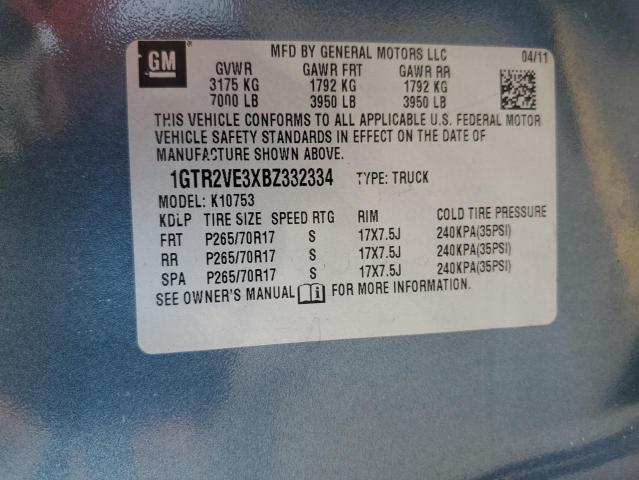 GM
MFD BY GENERAL MOTORS LLC 04/11
GVWR GAWR FRT GAWR RR
3175 KG 1792 KG 1792 KG
7000 LB 3950 LB 3950 LB
THIS VEHICLE CONFORMS TO ALL APPLICABLE U.S. FEDERAL MOTOR
VEHICLE SAFETY STANDARDS IN EFFECT ON THE DATE OF
MANUFACTURE SHOWN ABOVE.
1GTR2VE3XBZ332334 TYPE: TRUCK
MODEL: K10753
KDLP TIRE SIZE SPEED RTG RIM COLD TIRE PRESSURE
FRT P265/70R17 S 17X7.5J 240KPA(35PSI)
RR P265/70R17 S 17X7.5J 240KPA(35PSI)
SPA P265/70R17 S 17X7.5J 240KPA(35PSI)
SEE OWNER'S MANUAL i FOR MORE INFORMATION.